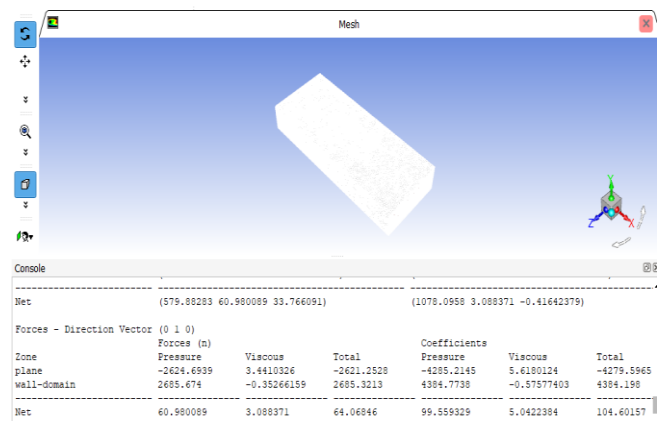 Mesh
Y
Z
X
Console
Net (579.88283 60.980089 33.766091) (1078.0958 3.088371 -0.41642379)
Forces - Direction Vector (0 1 0)
Forces (n) Coefficients
Zone Pressure Viscous Total Pressure Viscous Total
plane -2624.6939 3.4410326 -2621.2528 -4285.2145 5.6180124 -4279.5965
wall-domain 2685.674 -0.35266159 2685.3213 4384.7738 -0.57577403 4384.198
Net 60.980089 3.088371 64.06846 99.559329 5.0422384 104.60157